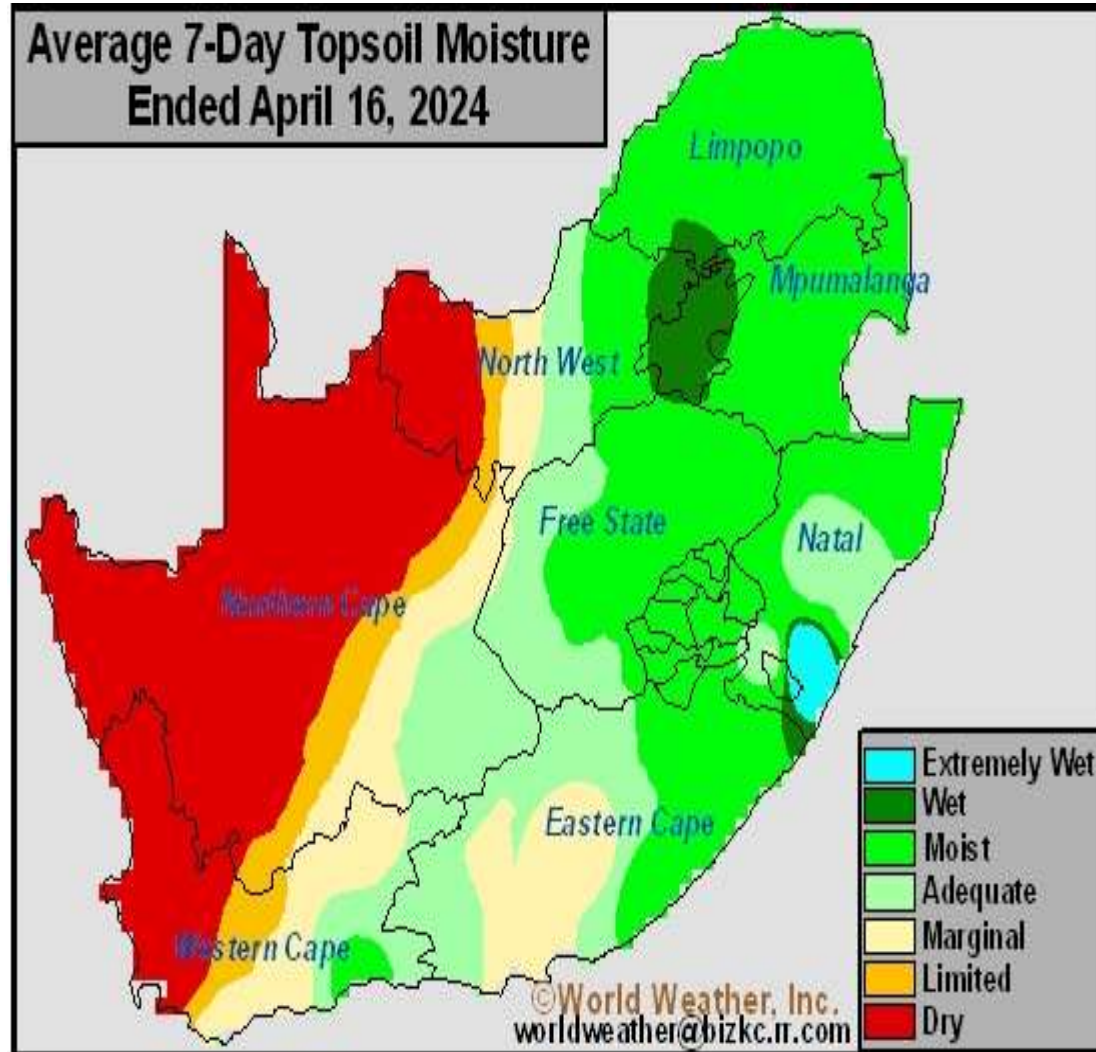 Average 7-Day Topsoil Moisture
Ended April 16, 2024
Limpopo
Mpumalanga
North West
Free State
Natal
Northern Cape
Eastern Cape
Western Cape
Extremely Wet
Wet
Moist
Adequate
Marginal
Limited
Dry
©World Weather, Inc.
worldweather@bizkc.rr.com